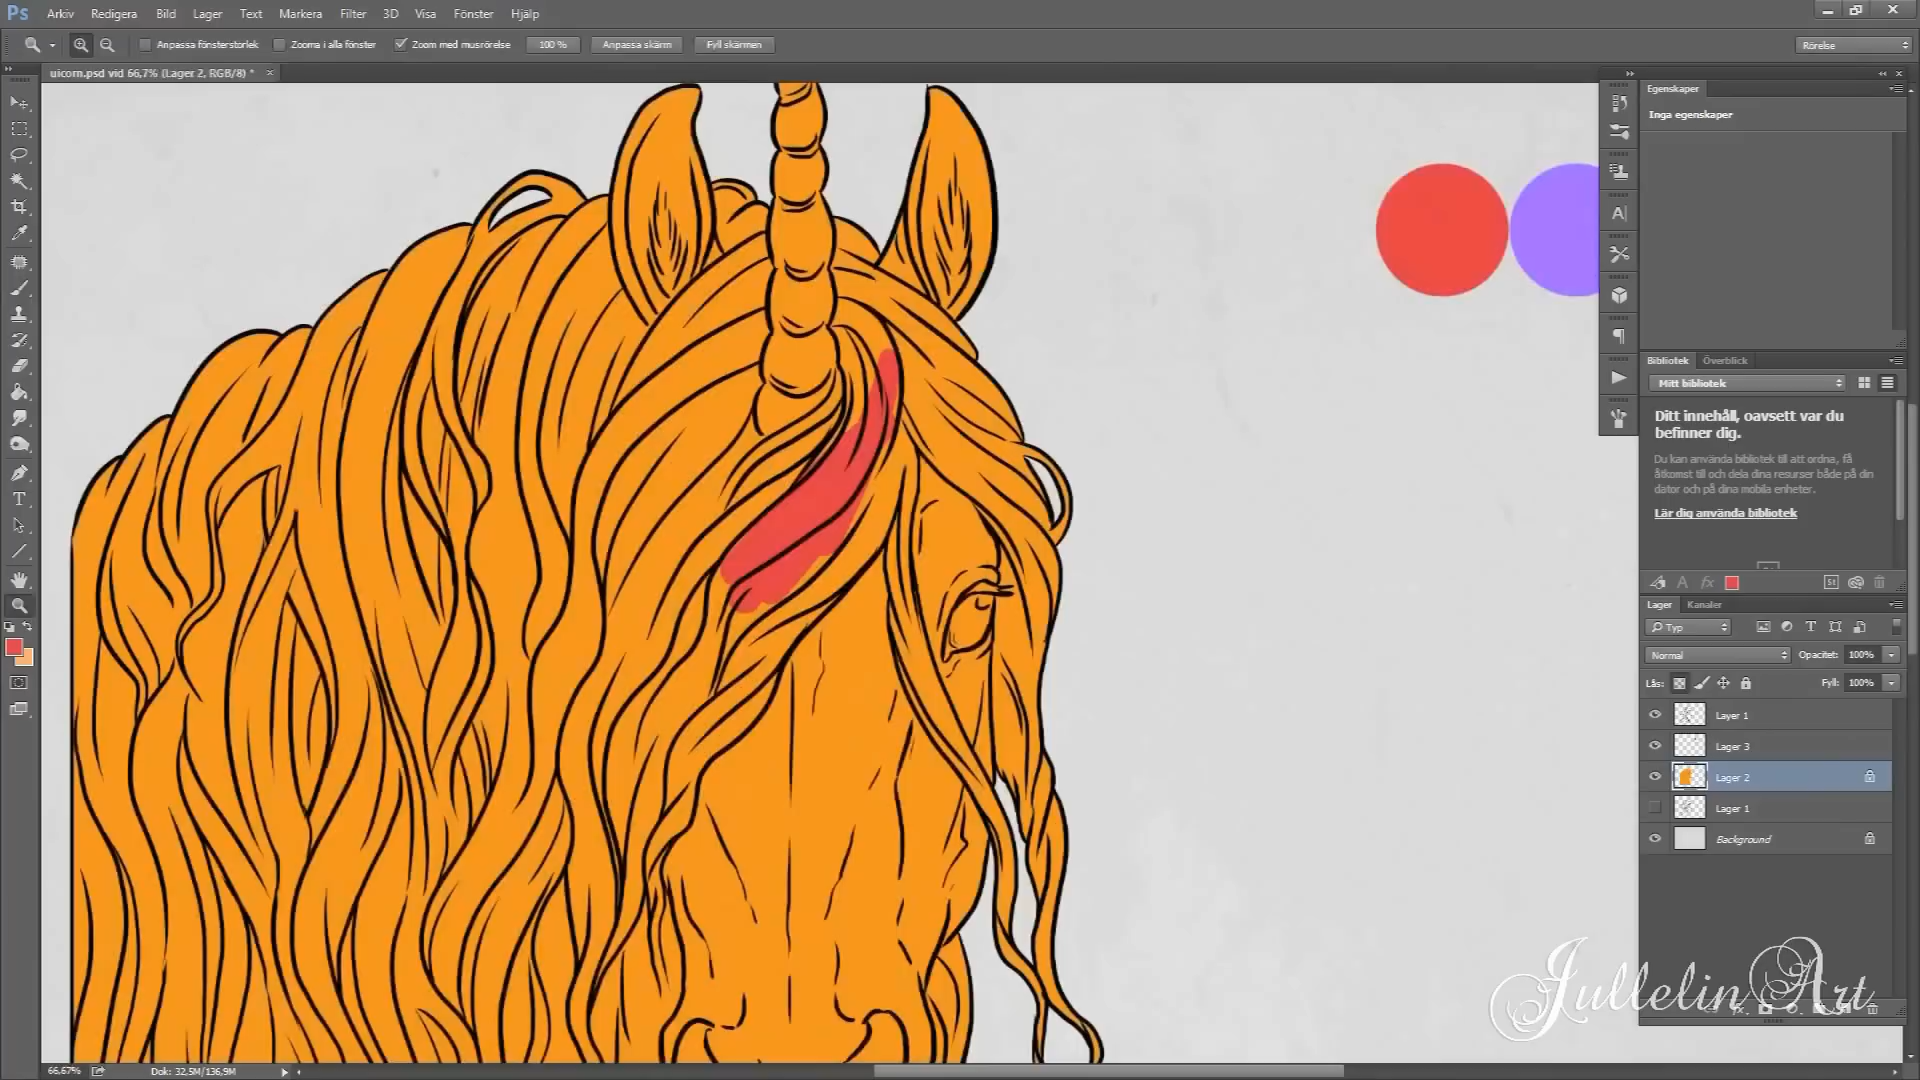 Ps Arkiv Redigera Bild Lager Text Markera Filter 3D Visa Fönster Hjälp
Anpassa fönsterstorlek Zooma i alla fönster Zoom med musrörelse 100 % Anpassa skärm Fyll skärmen Rörelse
uicorn.psd vid 66,7% (Lager 2, RGB/8) *
Egenskaper
Inga egenskaper
Bibliotek Överblick
Mitt bibliotek
Ditt innehåll, oavsett var du
befinner dig.
Du kan använda bibliotek till att ordna, få
åtkomst till och dela dina resurser både på din
dator och på dina mobila enheter.
Lär dig använda bibliotek
Lager Kanaler
Typ
Normal Opacitet: 100%
Lås: Fyll: 100%
Layer 1
Lager 3
Lager 2
Lager 1
Background
Jullelin Art
66,67% Dok: 32,5M/136,9M